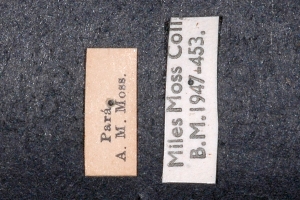 Pará.
A. M. Moss.
Miles Moss Coll.
B.M. 1947-453.